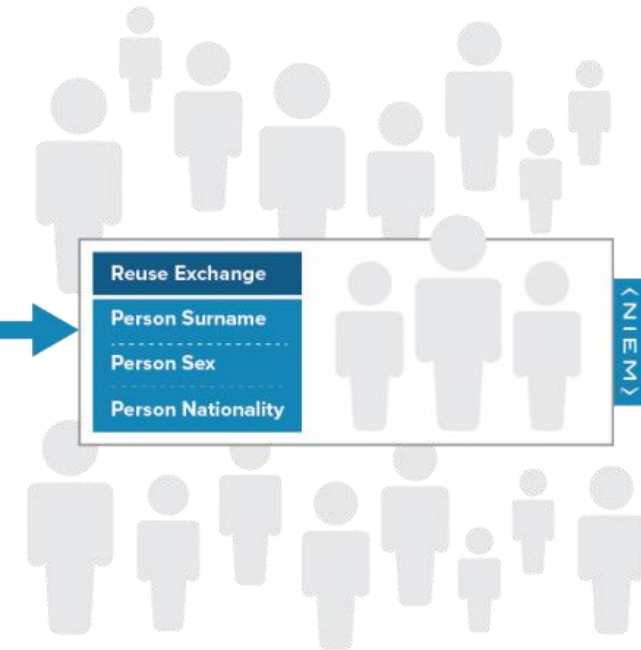 Reuse Exchange
Person Surname
Person Sex
Person Nationality
<NIEM>